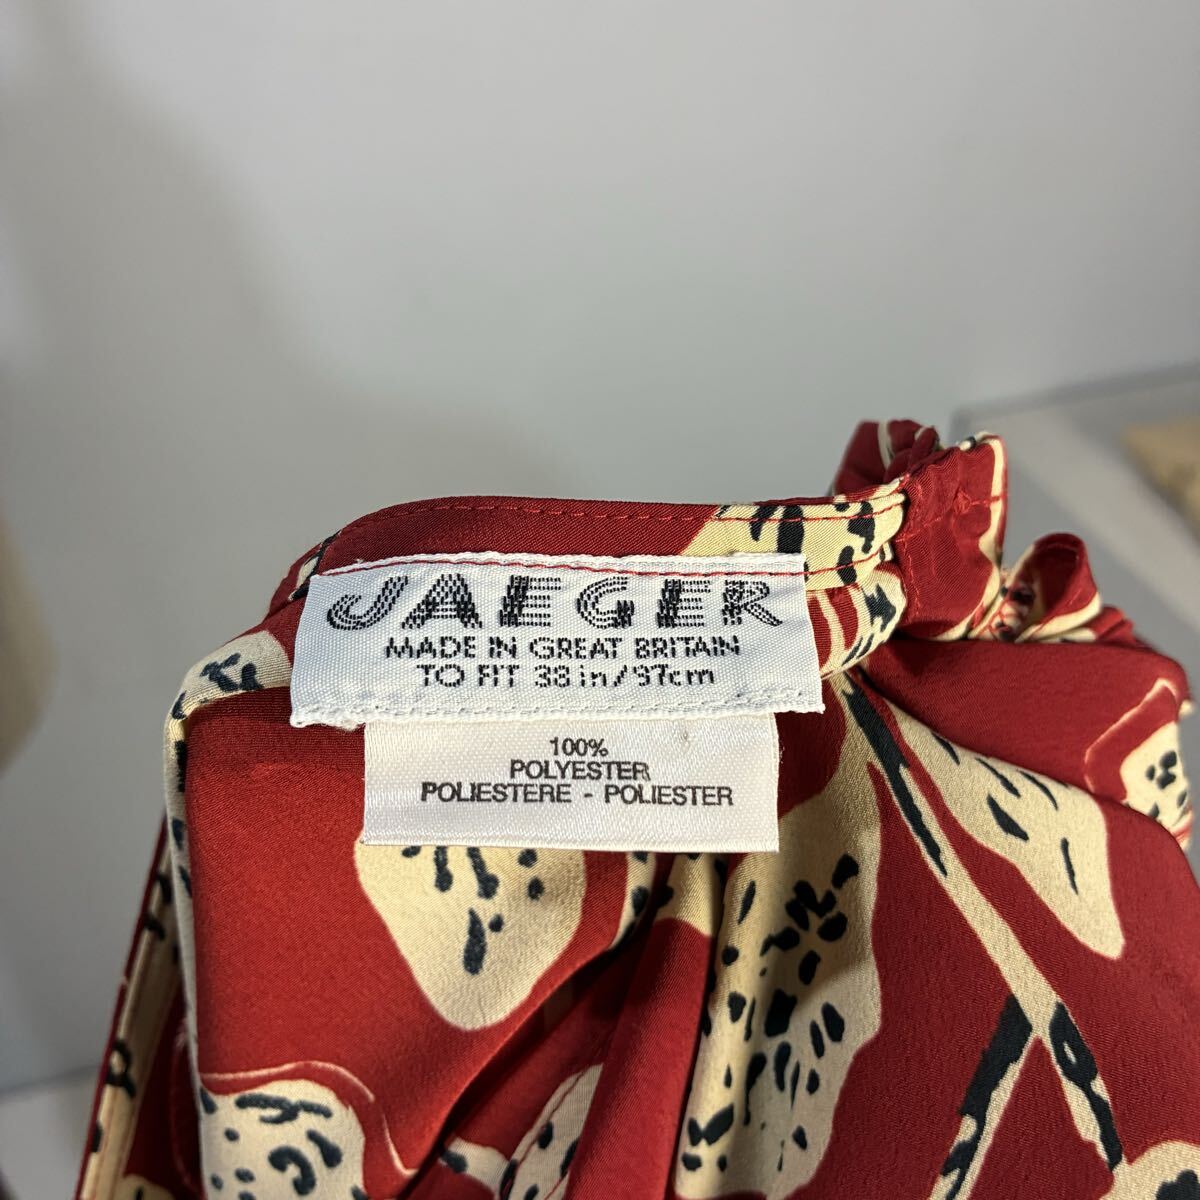 JAEGER
MADE IN GREAT BRITAIN
TO FIT 38 in/97cm
100%
POLYESTER
POLIESTERE - POLIESTER